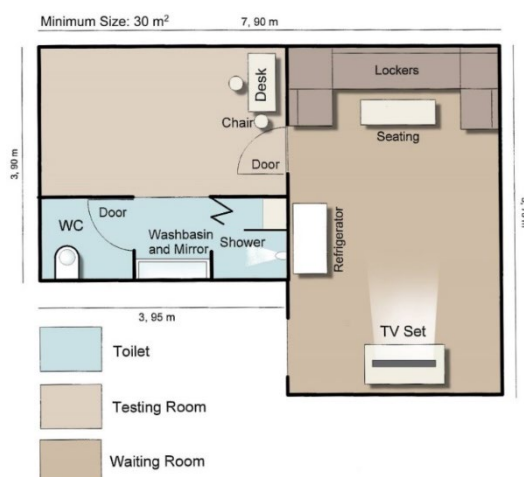 Minimum Size: 30 m²
7, 90 m
Lockers
Desk
Chair
Seating
Door
3, 90 m
WC
Door
Washbasin
and Mirror
Shower
Refrigerator
TV Set
3, 95 m
Toilet
Testing Room
Waiting Room